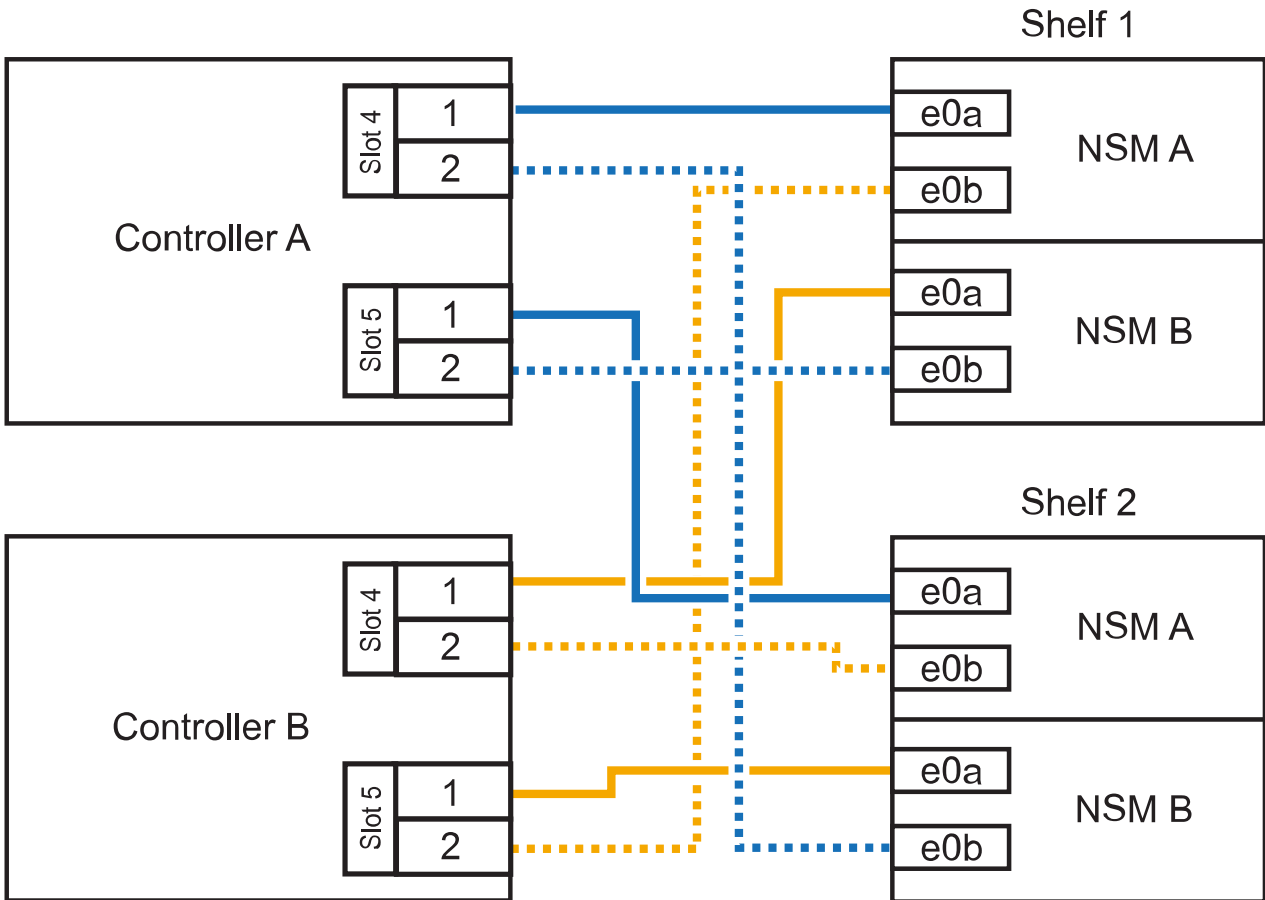 Shelf 1
Controller A
Slot 4
1
2
Slot 5
1
2
e0a
e0b
NSM A
e0a
e0b
NSM B
Shelf 2
Controller B
Slot 4
1
2
Slot 5
1
2
e0a
e0b
NSM A
e0a
e0b
NSM B